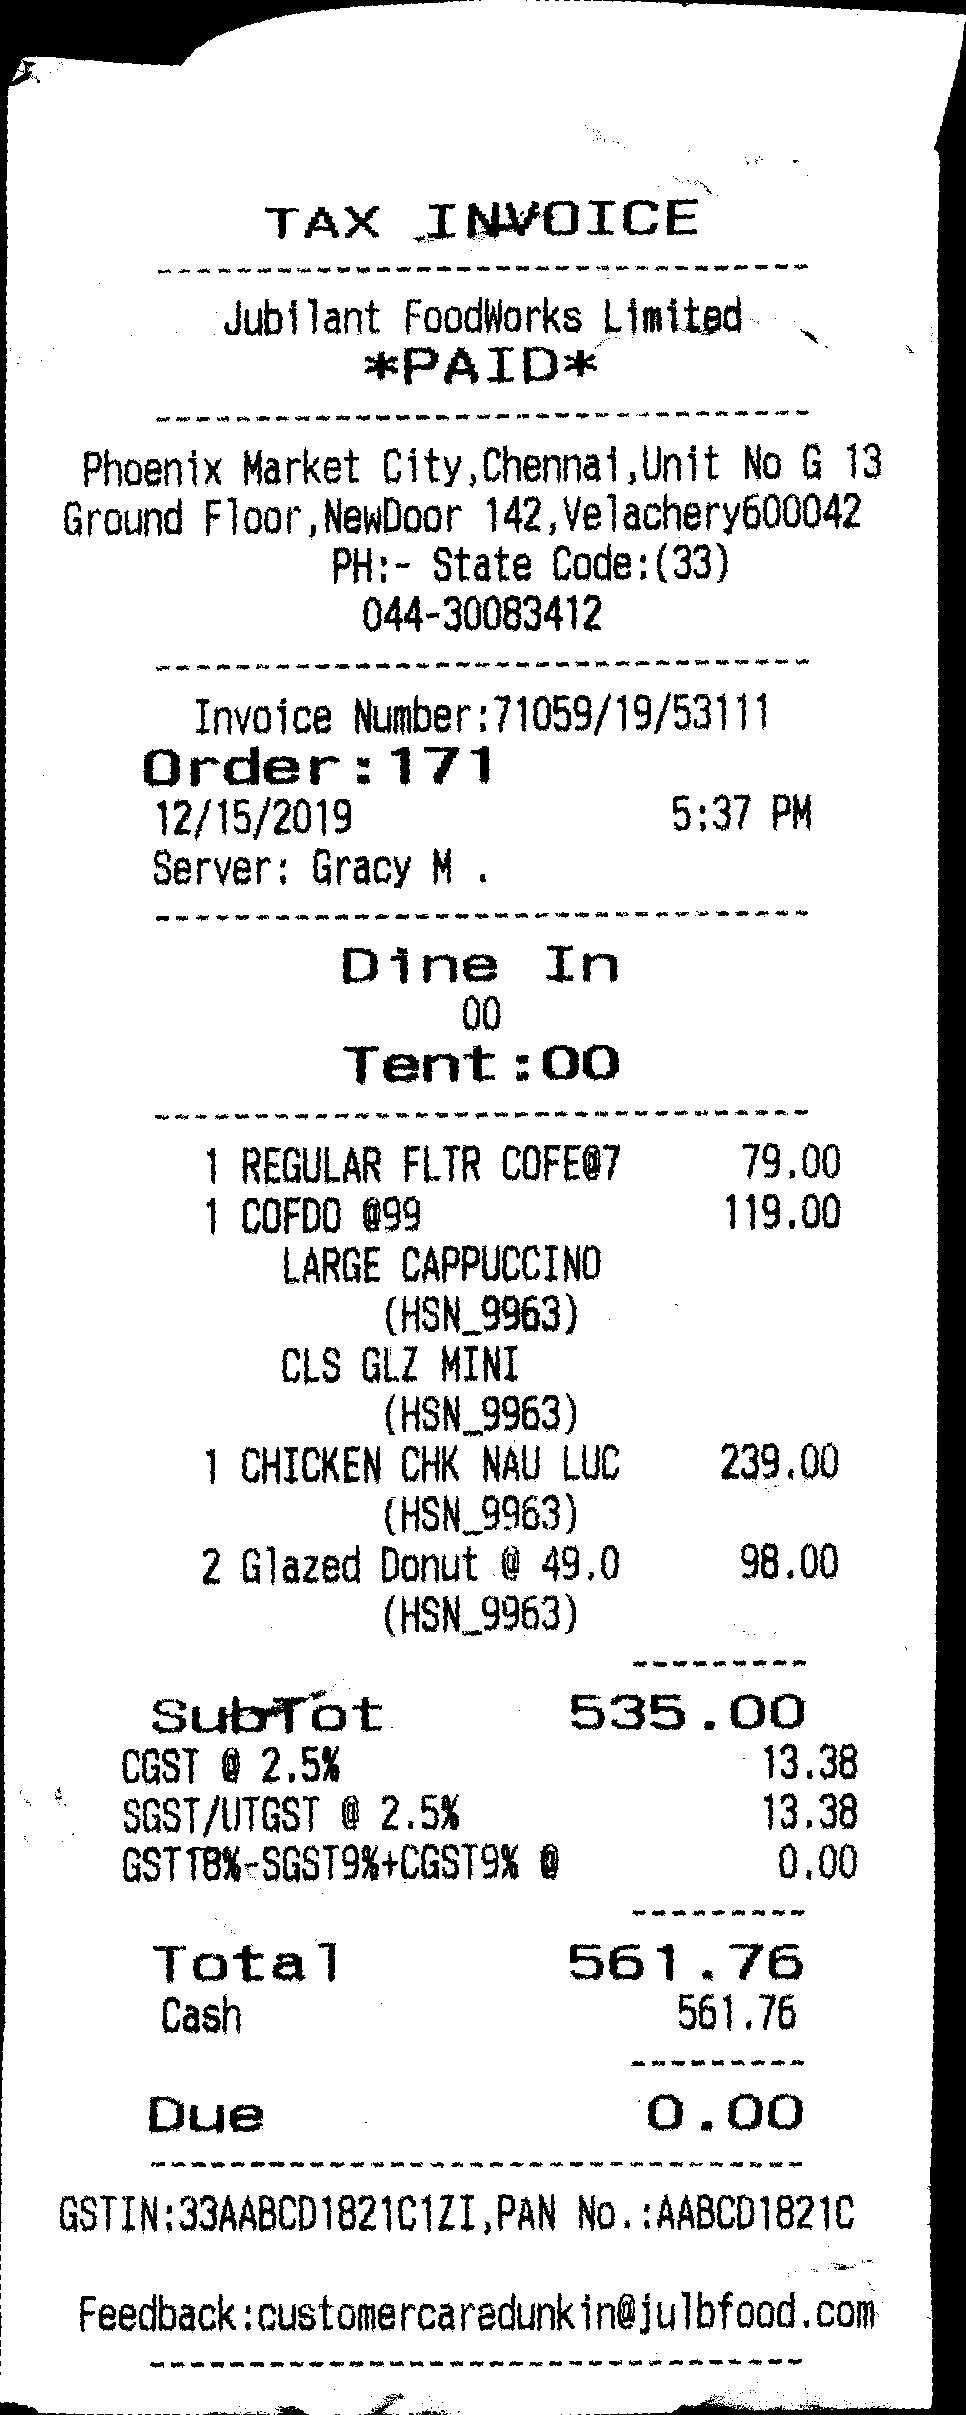 TAX INVOICE
Jubilant FoodWorks Limited
*PAID*
Phoenix Market City,Chennai,Unit No G 13
Ground Floor,NewDoor 142,Velachery600042
PH:- State Code:(33)
044-30083412
Invoice Number:71059/19/53111
Order:171
12/15/2019 5:37 PM
Server: Gracy M .
Dine In
00
Tent:00
1 REGULAR FLTR COFE@7 79.00
1 COFDO @99 119.00
LARGE CAPPUCCINO
(HSN_9963)
CLS GLZ MINI
(HSN_9963)
1 CHICKEN CHK NAU LUC 239.00
(HSN_9963)
2 Glazed Donut @ 49.0 98.00
(HSN_9963)
SubTot 535.00
CGST @ 2.5% 13.38
SGST/UTGST @ 2.5% 13.38
GST18%-SGST9%+CGST9% @ 0.00
Total 561.76
Cash 561.76
Due 0.00
GSTIN:33AABCD1821C1ZI,PAN No.:AABCD1821C
Feedback:customercaredunkin@julbfood.com